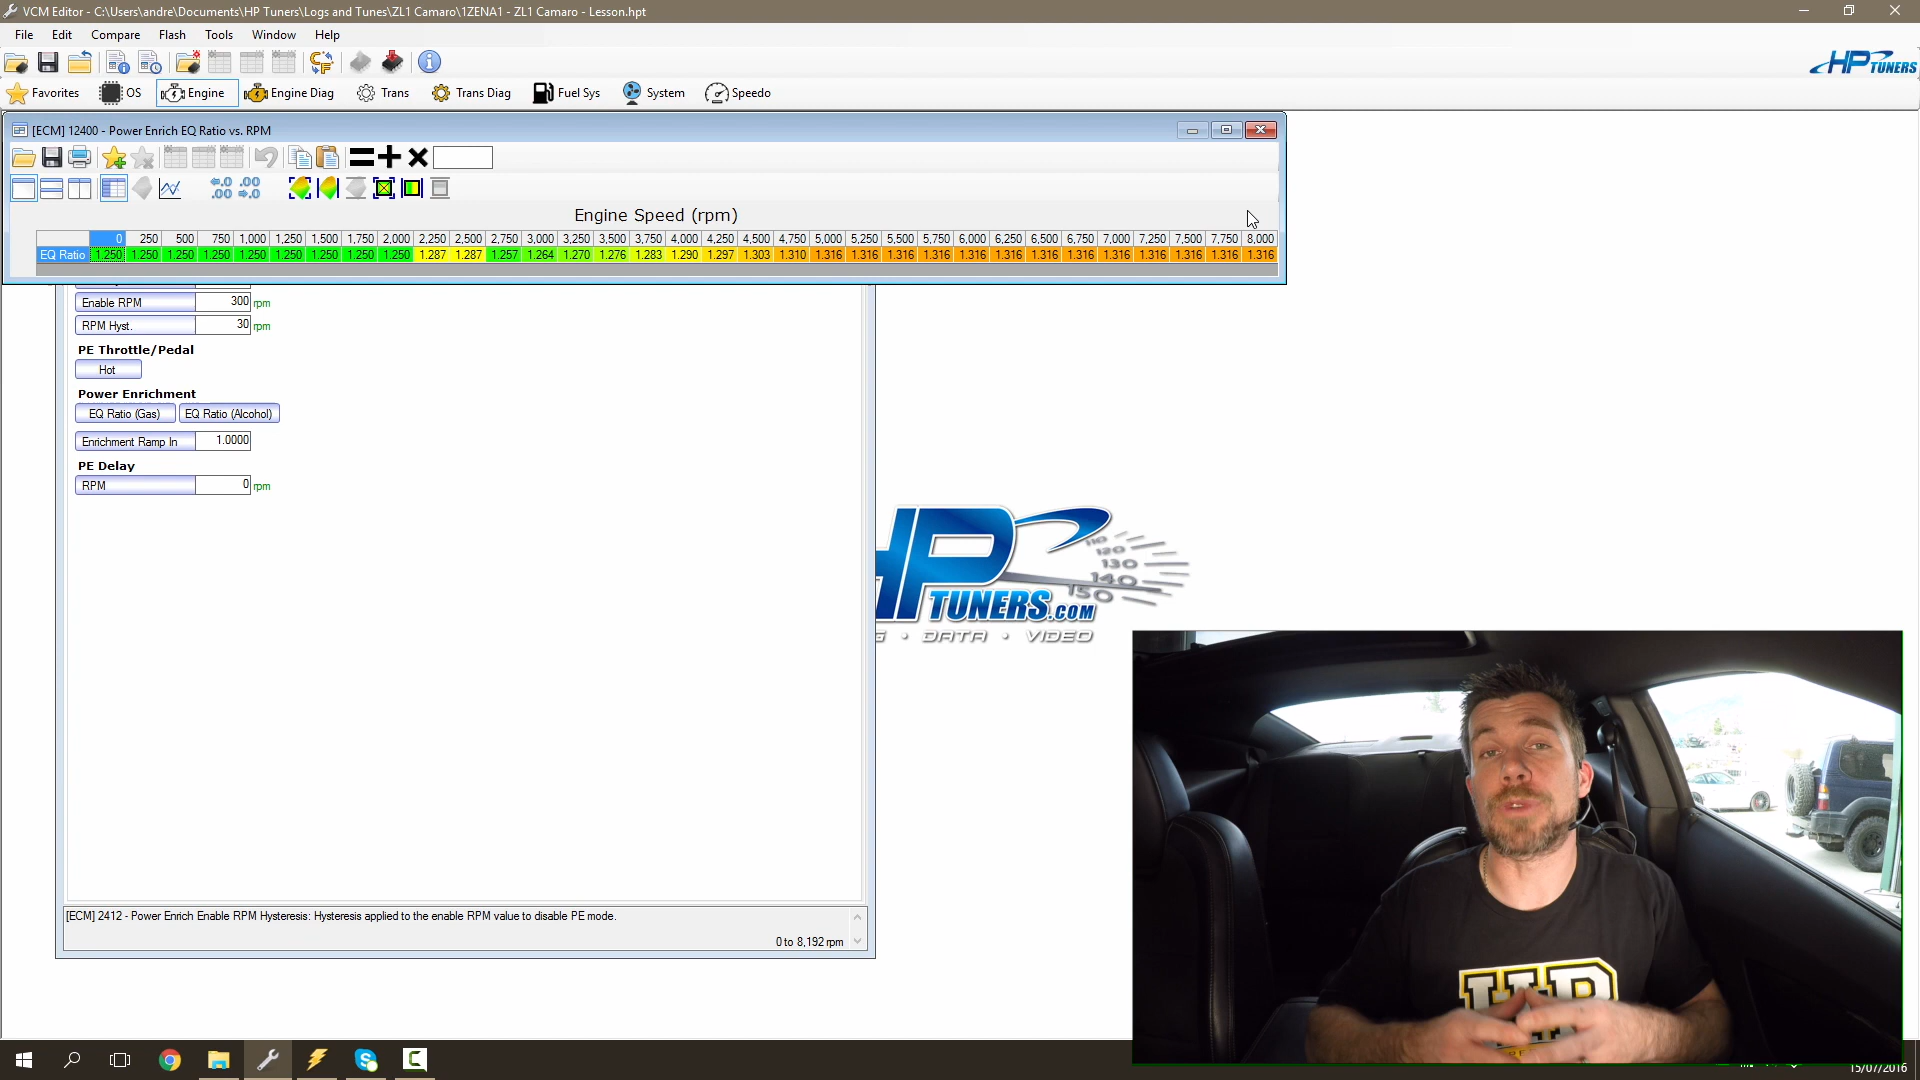 VCM Editor - C:\Users\andre\Documents\HP Tuners\Logs and Tunes\ZL1 Camaro\1ZENA1 - ZL1 Camaro - Lesson.hpt
File Edit Compare Flash Tools Window Help
HP TUNERS
Favorites OS Engine Engine Diag Trans Trans Diag Fuel Sys System Speedo
[ECM] 12400 - Power Enrich EQ Ratio vs. RPM
Engine Speed (rpm)
0 250 500 750 1,000 1,250 1,500 1,750 2,000 2,250 2,500 2,750 3,000 3,250 3,500 3,750 4,000 4,250 4,500 4,750 5,000 5,250 5,500 5,750 6,000 6,250 6,500 6,750 7,000 7,250 7,500 7,750 8,000
EQ Ratio 1.250 1.250 1.250 1.250 1.250 1.250 1.250 1.250 1.250 1.287 1.287 1.257 1.264 1.270 1.276 1.283 1.290 1.297 1.303 1.310 1.316 1.316 1.316 1.316 1.316 1.316 1.316 1.316 1.316 1.316 1.316 1.316 1.316
Enable RPM 300 rpm
RPM Hyst. 30 rpm
PE Throttle/Pedal
Hot
Power Enrichment
EQ Ratio (Gas) EQ Ratio (Alcohol)
Enrichment Ramp In 1.0000
PE Delay
RPM 0 rpm
HP
110
120
130
140
150
TUNERS.COM
G • DATA • VIDEO
HP
[ECM] 2412 - Power Enrich Enable RPM Hysteresis: Hysteresis applied to the enable RPM value to disable PE mode.
0 to 8,192 rpm
15/07/2016